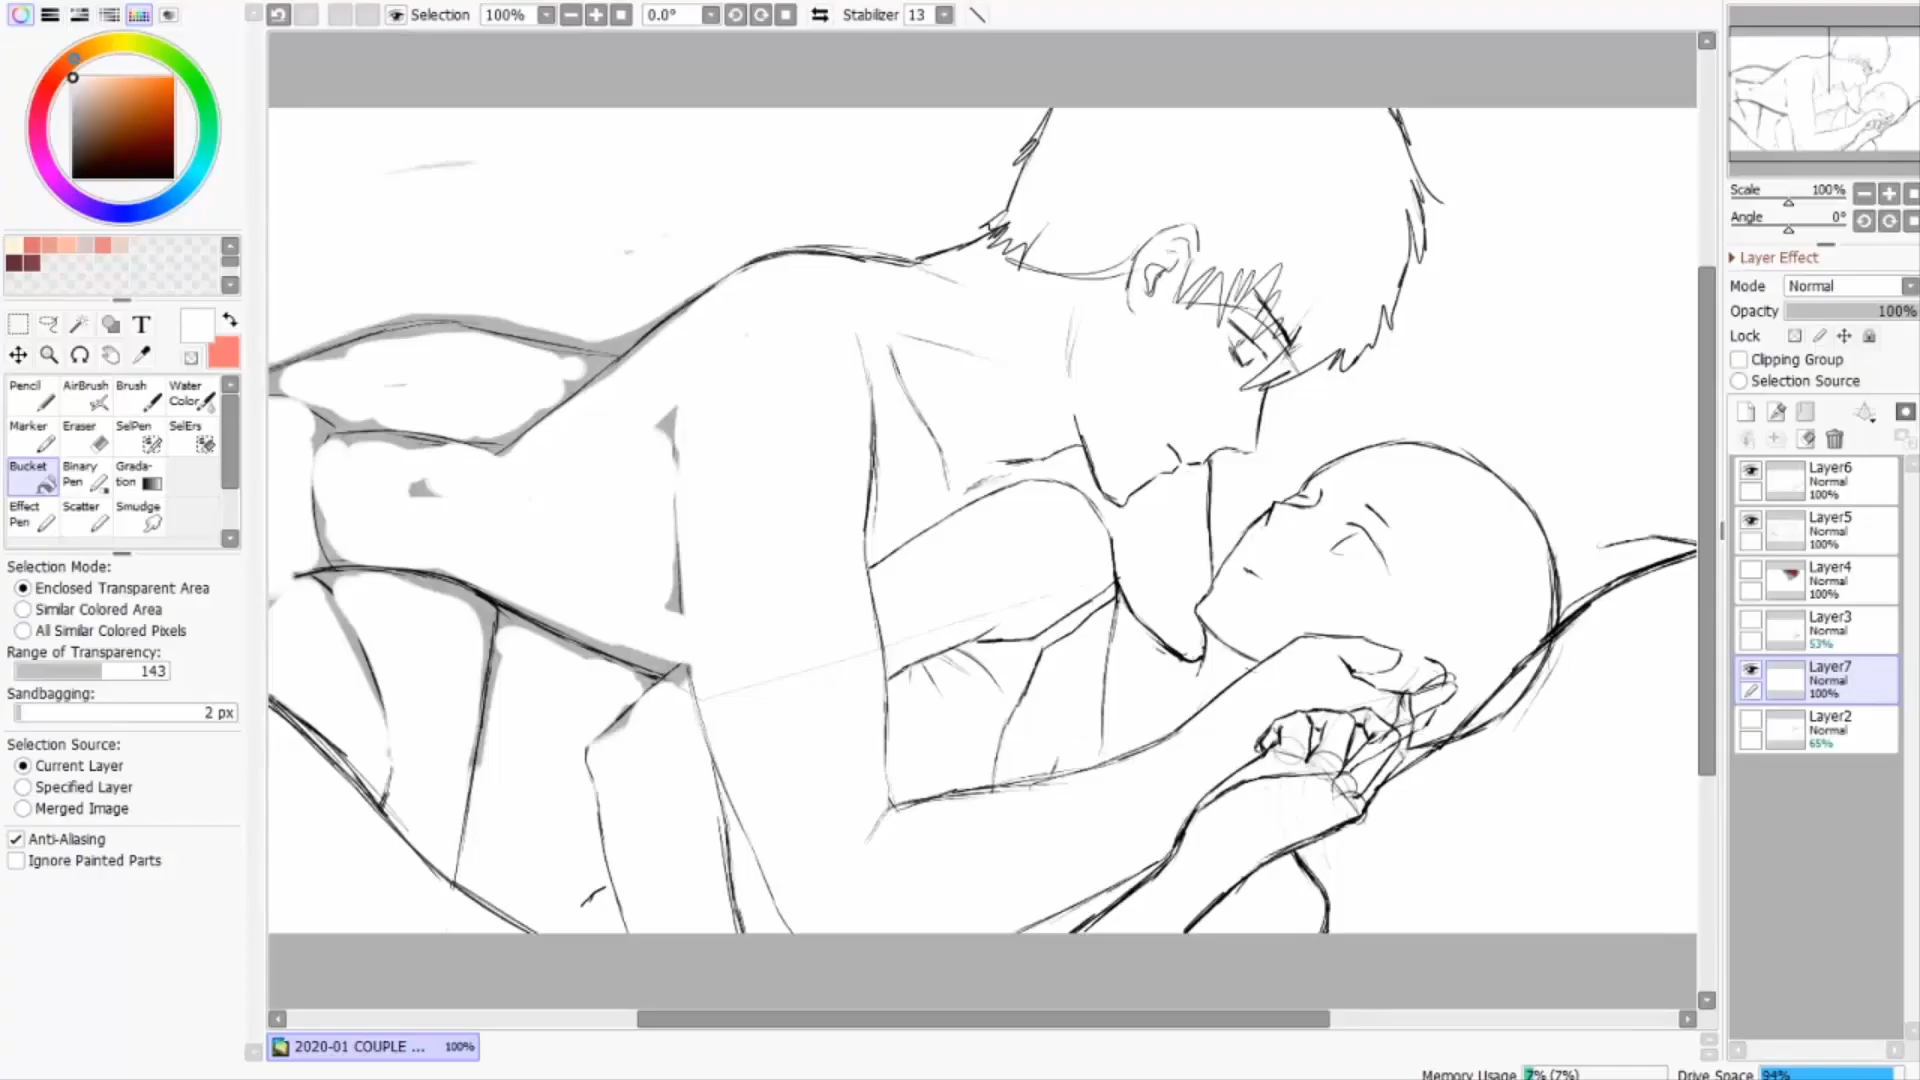 Selection 100% 0.0° Stabilizer 13
Scale 100%
Angle 0°
Layer Effect
Mode Normal
Opacity 100%
Lock
Clipping Group
Selection Source
T
Pencil AirBrush Brush Water Color
Marker Eraser SelPen SelErs
Bucket Binary Pen Grada-tion
Effect Pen Scatter Smudge
Selection Mode:
Enclosed Transparent Area
Similar Colored Area
All Similar Colored Pixels
Range of Transparency:
143
Sandbagging:
2 px
Selection Source:
Current Layer
Specified Layer
Merged Image
Anti-Aliasing
Ignore Painted Parts
Layer6
Normal
100%
Layer5
Normal
100%
Layer4
Normal
100%
Layer3
Normal
53%
Layer7
Normal
100%
Layer2
Normal
65%
2020-01 COUPLE ... 100%
Memory Usage 7% (7%) Drive Space 94%